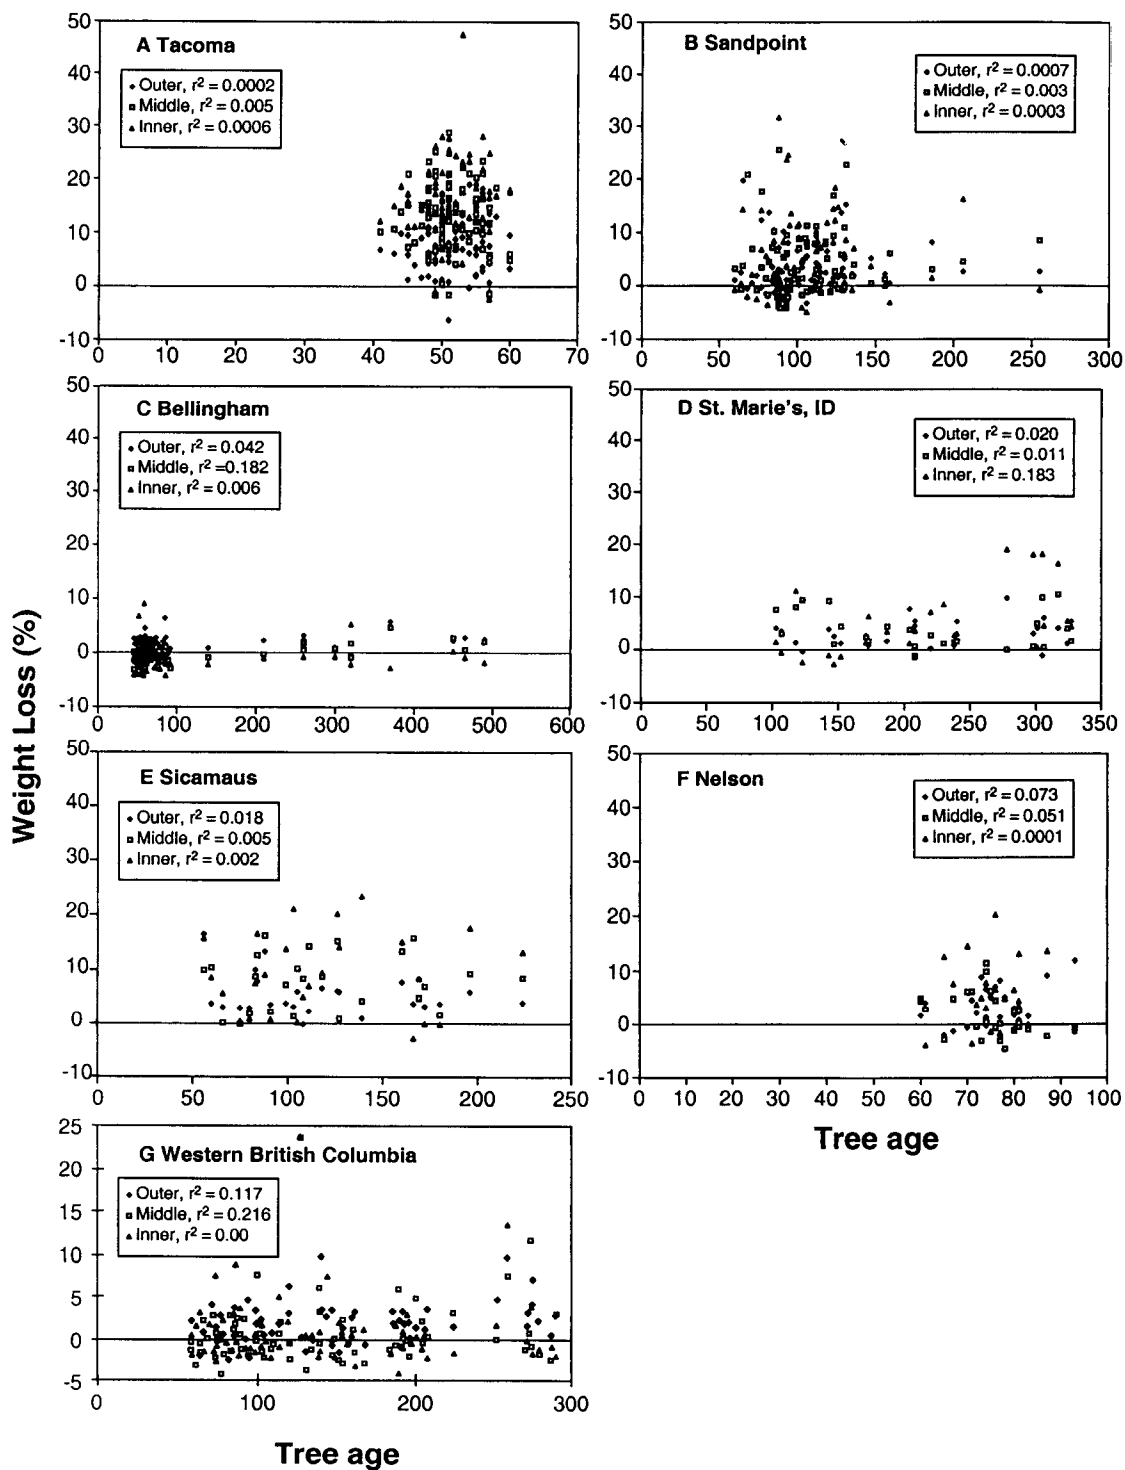 Weight Loss (%)
A Tacoma
Outer, r² = 0.0002
Middle, r² = 0.005
Inner, r² = 0.0006
50
40
30
20
10
0
-10
0 10 20 30 40 50 60 70
B Sandpoint
Outer, r² = 0.0007
Middle, r² = 0.003
Inner, r² = 0.0003
50
40
30
20
10
0
-10
0 50 100 150 200 250 300
C Bellingham
Outer, r² = 0.042
Middle, r² =0.182
Inner, r² = 0.006
50
40
30
20
10
0
-10
0 100 200 300 400 500 600
D St. Marie's, ID
Outer, r² = 0.020
Middle, r² = 0.011
Inner, r² = 0.183
50
40
30
20
10
0
-10
0 50 100 150 200 250 300 350
E Sicamaus
Outer, r² = 0.018
Middle, r² = 0.005
Inner, r² = 0.002
50
40
30
20
10
0
-10
0 50 100 150 200 250
F Nelson
Outer, r² = 0.073
Middle, r² = 0.051
Inner, r² = 0.0001
50
40
30
20
10
0
-10
0 10 20 30 40 50 60 70 80 90 100
Tree age
G Western British Columbia
Outer, r² = 0.117
Middle, r² = 0.216
Inner, r² = 0.00
25
20
15
10
5
0
-5
0 100 200 300
Tree age